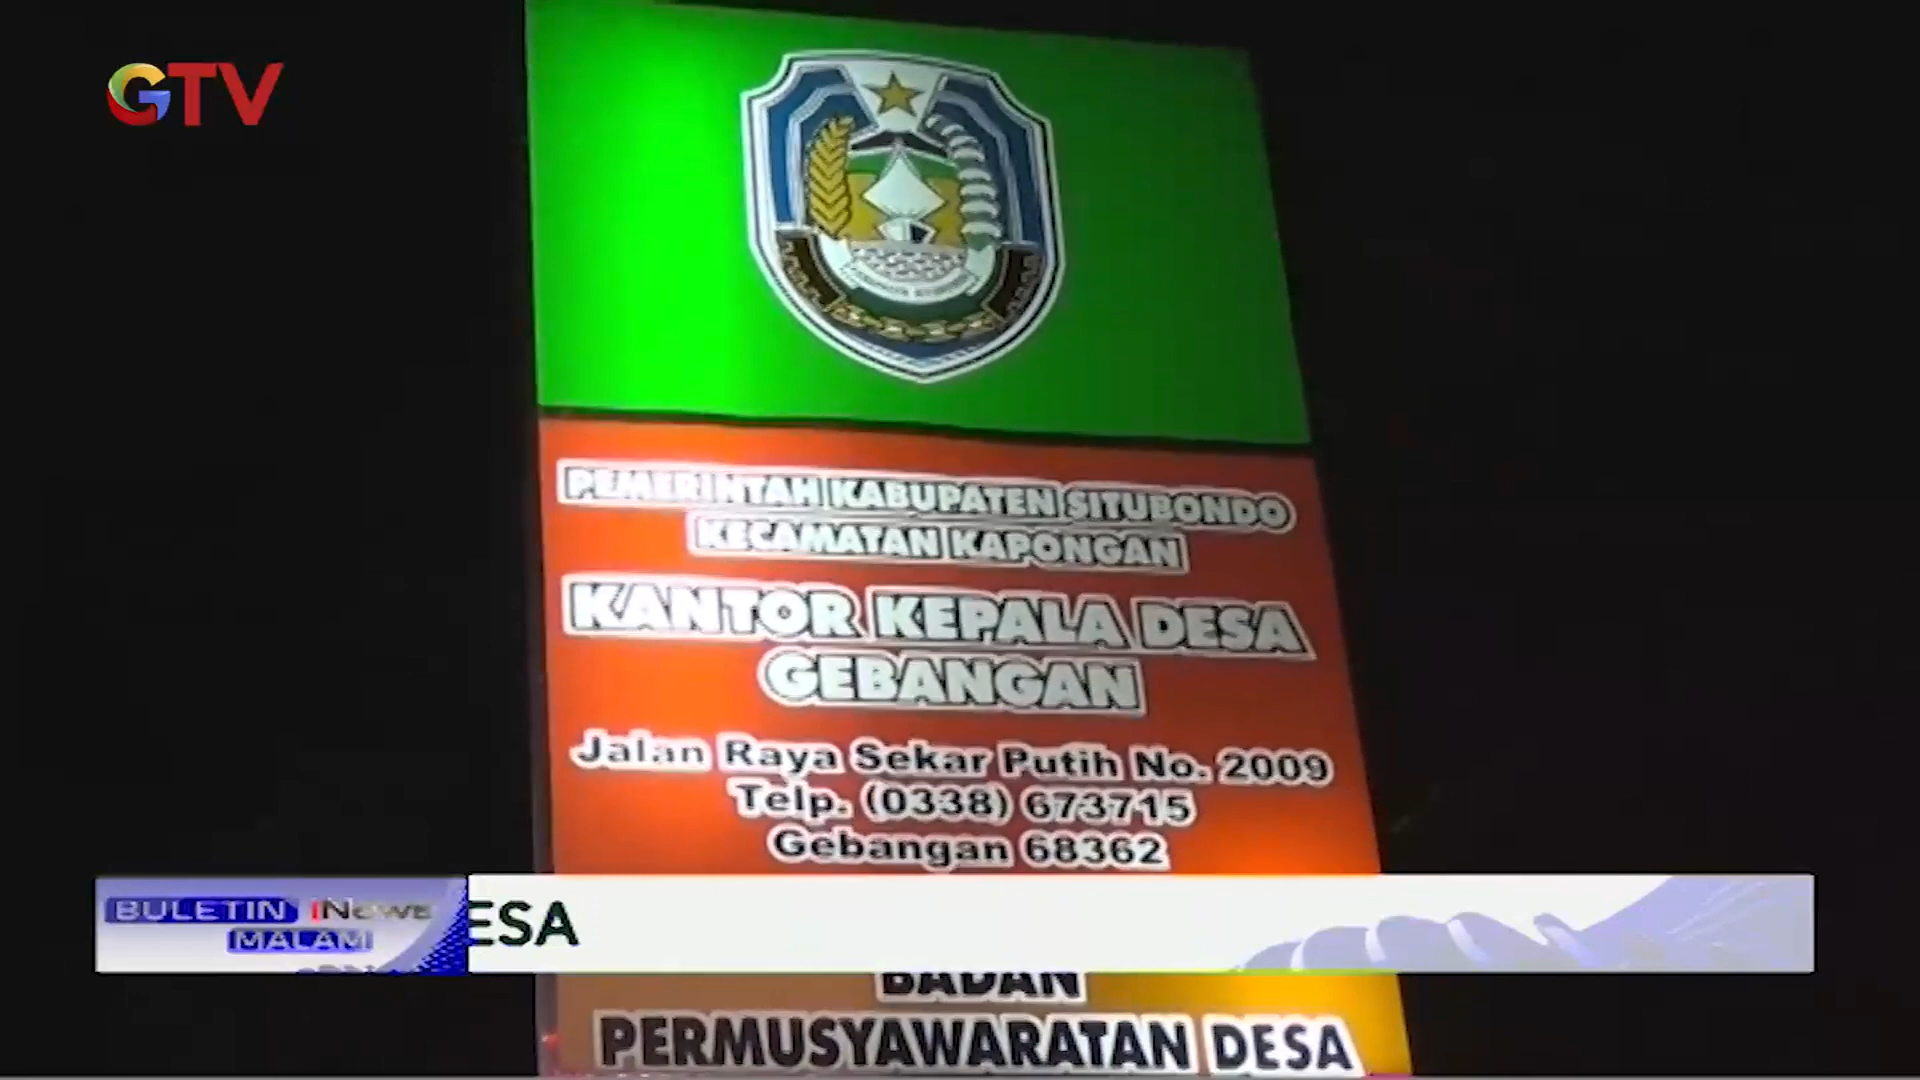 GTV
PEMERINTAH KABUPATEN SITUBONDO
KECAMATAN KAPONGAN
KANTOR KEPALA DESA
GEBANGAN
Jalan Raya Sekar Putih No. 2009
Telp. (0338) 673715
Gebangan 68362
BULETIN iNews
MALAM
ESA
BADAN
PERMUSYAWARATAN DESA